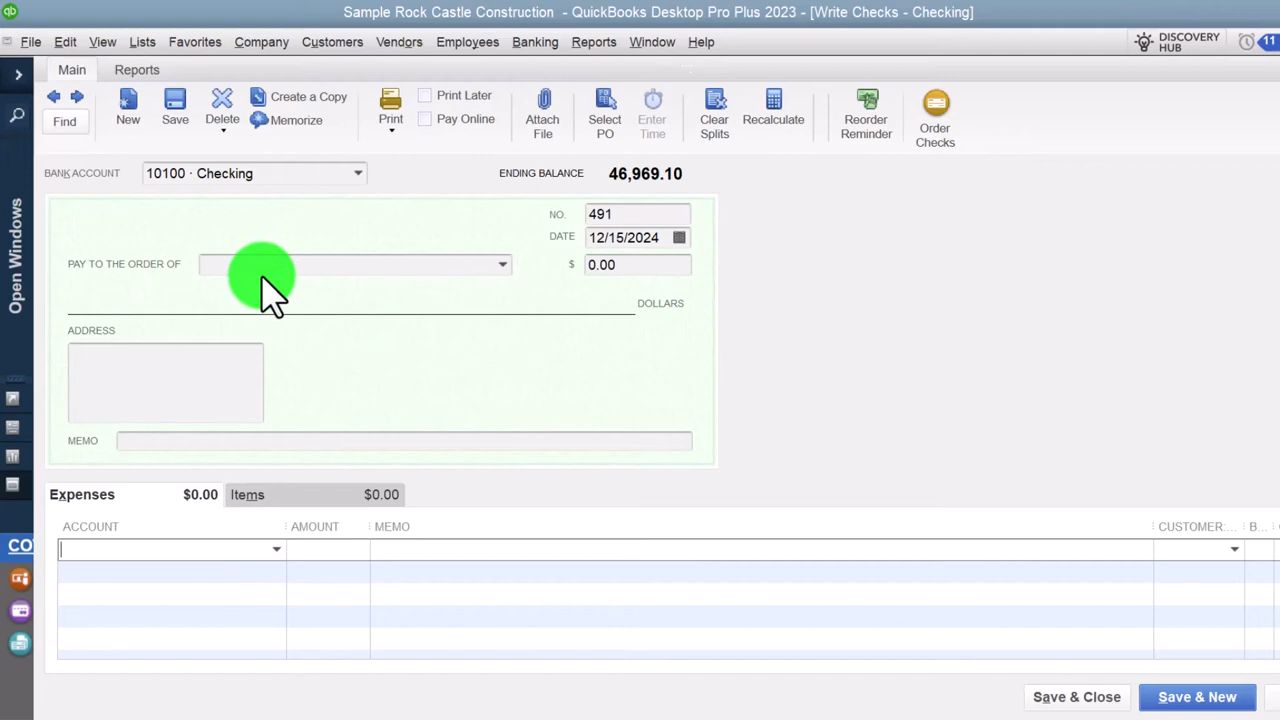 qb Sample Rock Castle Construction - QuickBooks Desktop Pro Plus 2023 - [Write Checks - Checking]
File Edit View Lists Favorites Company Customers Vendors Employees Banking Reports Window Help DISCOVERY HUB 11
Main Reports
Create a Copy Print Later
New Save Delete Memorize Print Pay Online Attach File Select PO Enter Time Clear Splits Recalculate Reorder Reminder Order Checks
Find
BANK ACCOUNT 10100 · Checking ENDING BALANCE 46,969.10
NO. 491
DATE 12/15/2024
PAY TO THE ORDER OF $ 0.00
DOLLARS
ADDRESS
MEMO
Open Windows
Expenses $0.00 Items $0.00
ACCOUNT AMOUNT MEMO CUSTOMER:... B...
CO
Save & Close Save & New